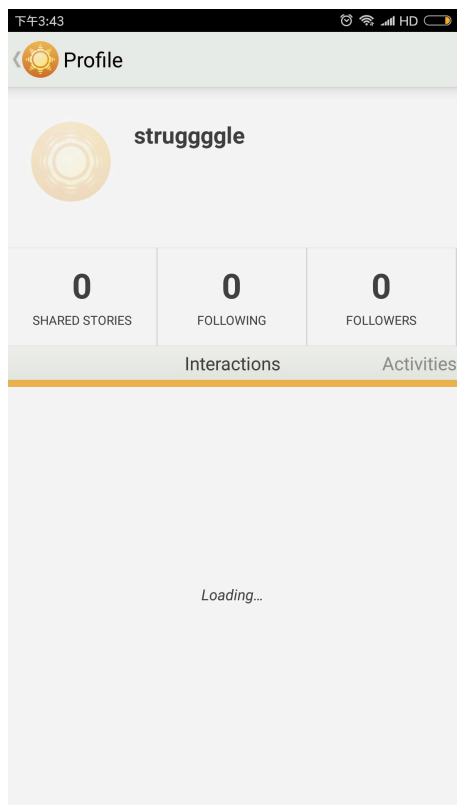 下午3:43
HD
Profile
struggggle
0
0
0
SHARED STORIES
FOLLOWING
FOLLOWERS
Interactions
Activities
Loading...